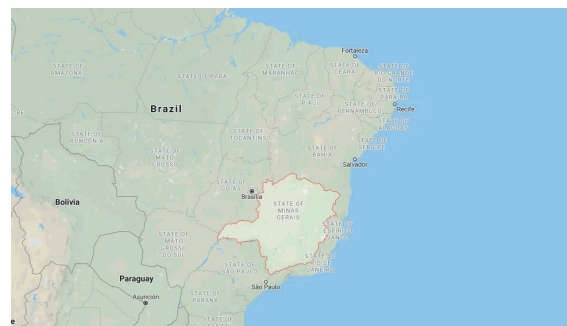 Fortaleza
STATE OF
AMAZONAS
STATE OF PARÁ
STATE OF
MARANHÃO
STATE OF
CEARÁ
STATE OF
RIO GRANDE
DO NORTE
STATE OF
PARAÍBA
STATE OF
PIAUÍ
STATE OF
PERNAMBUCO
Recife
STATE OF
ALAGOAS
STATE OF
SERGIPE
Brazil
STATE OF
RONDÔNIA
STATE OF
TOCANTINS
STATE OF
MATO
GROSSO
STATE OF
BAHIA
Salvador
STATE OF
GOIÁS
Brasília
Bolivia
STATE OF
MINAS
GERAIS
STATE OF
ESPÍRITO
SANTO
STATE OF
MATO
GROSSO
DO SUL
STATE OF
SÃO PAULO
STATE OF
RIO DE
JANEIRO
Paraguay
São Paulo
Asunción
STATE OF
PARANÁ
STATE OF